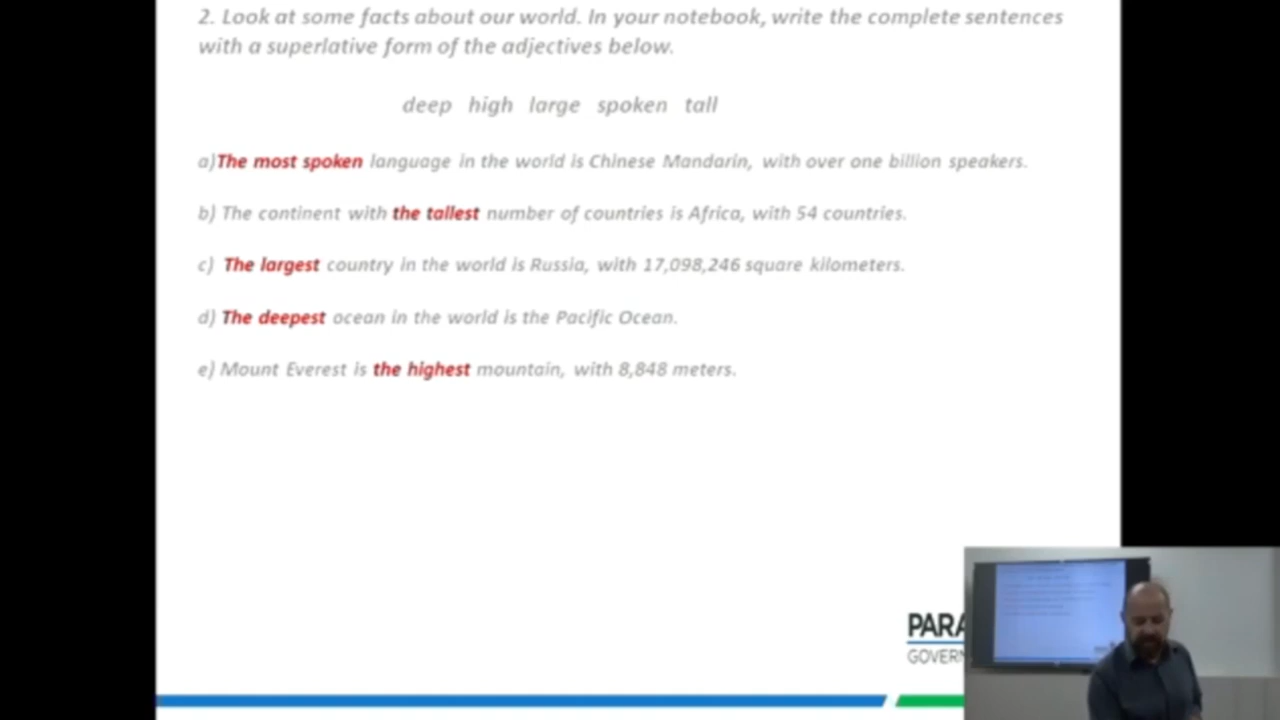 2. Look at some facts about our world. In your notebook, write the complete sentences
with a superlative form of the adjectives below.
deep high large spoken tall
a)The most spoken language in the world is Chinese Mandarin, with over one billion speakers.
b) The continent with the tallest number of countries is Africa, with 54 countries.
c) The largest country in the world is Russia, with 17,098,246 square kilometers.
d) The deepest ocean in the world is the Pacific Ocean.
e) Mount Everest is the highest mountain, with 8,848 meters.